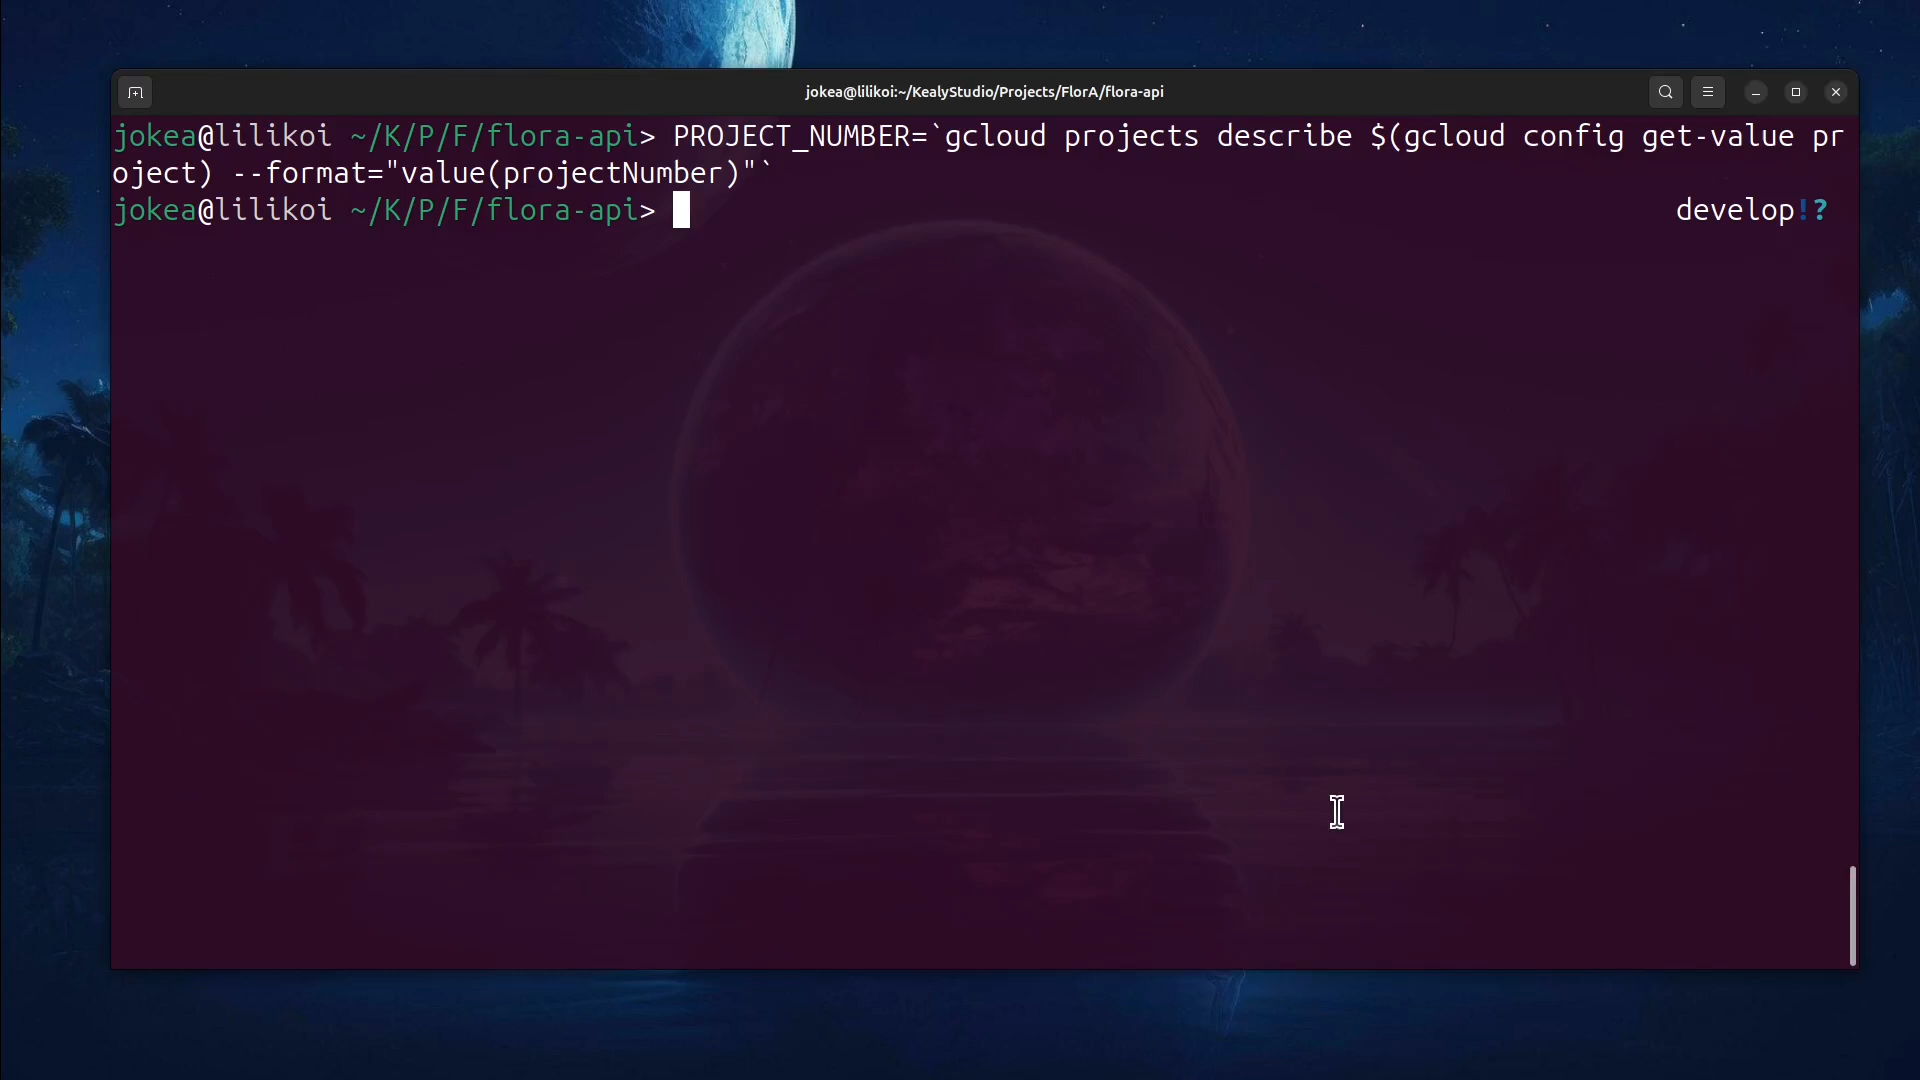 jokea@lilikoi:~/KealyStudio/Projects/FlorA/flora-api
jokea@lilikoi ~/K/P/F/flora-api> PROJECT_NUMBER=`gcloud projects describe $(gcloud config get-value pr
oject) --format="value(projectNumber)"`
jokea@lilikoi ~/K/P/F/flora-api> develop!?